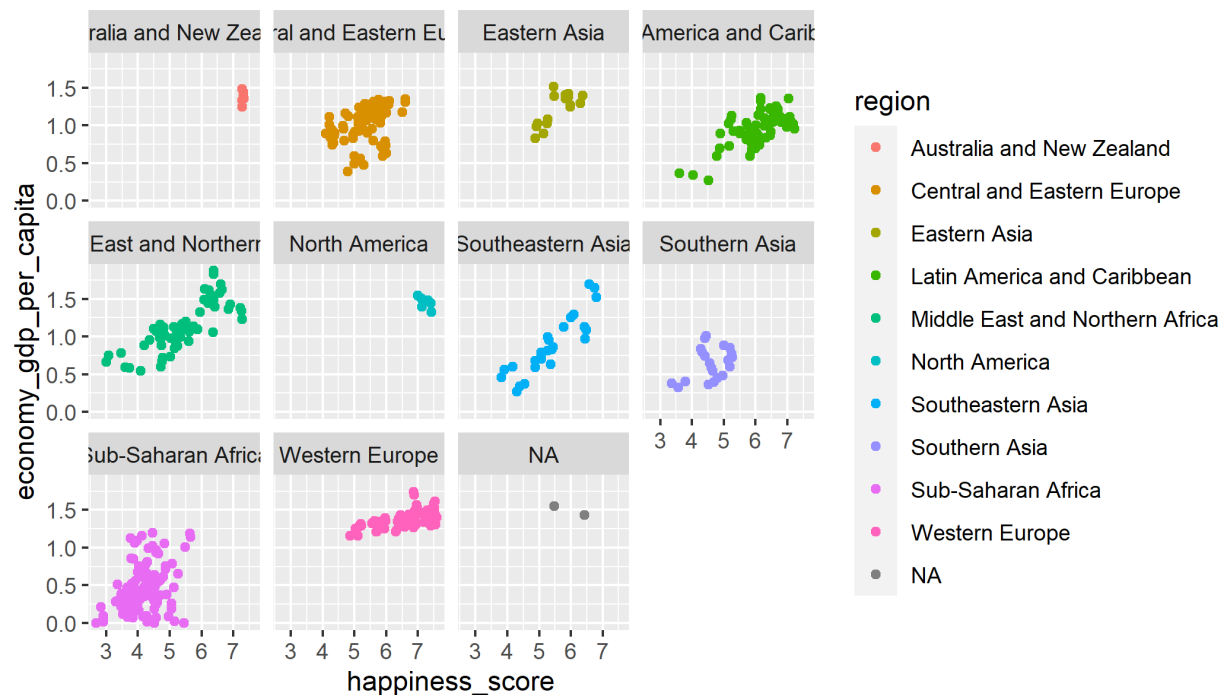 ralia and New Zea
ral and Eastern Eu
Eastern Asia
America and Carib
1.5
1.0
0.5
0.0
East and Northern
North America
Southeastern Asia
Southern Asia
1.5
1.0
0.5
0.0
3 4 5 6 7
Sub-Saharan Africa
Western Europe
NA
1.5
1.0
0.5
0.0
3 4 5 6 7
3 4 5 6 7
3 4 5 6 7
happiness_score
economy_gdp_per_capita
region
Australia and New Zealand
Central and Eastern Europe
Eastern Asia
Latin America and Caribbean
Middle East and Northern Africa
North America
Southeastern Asia
Southern Asia
Sub-Saharan Africa
Western Europe
NA